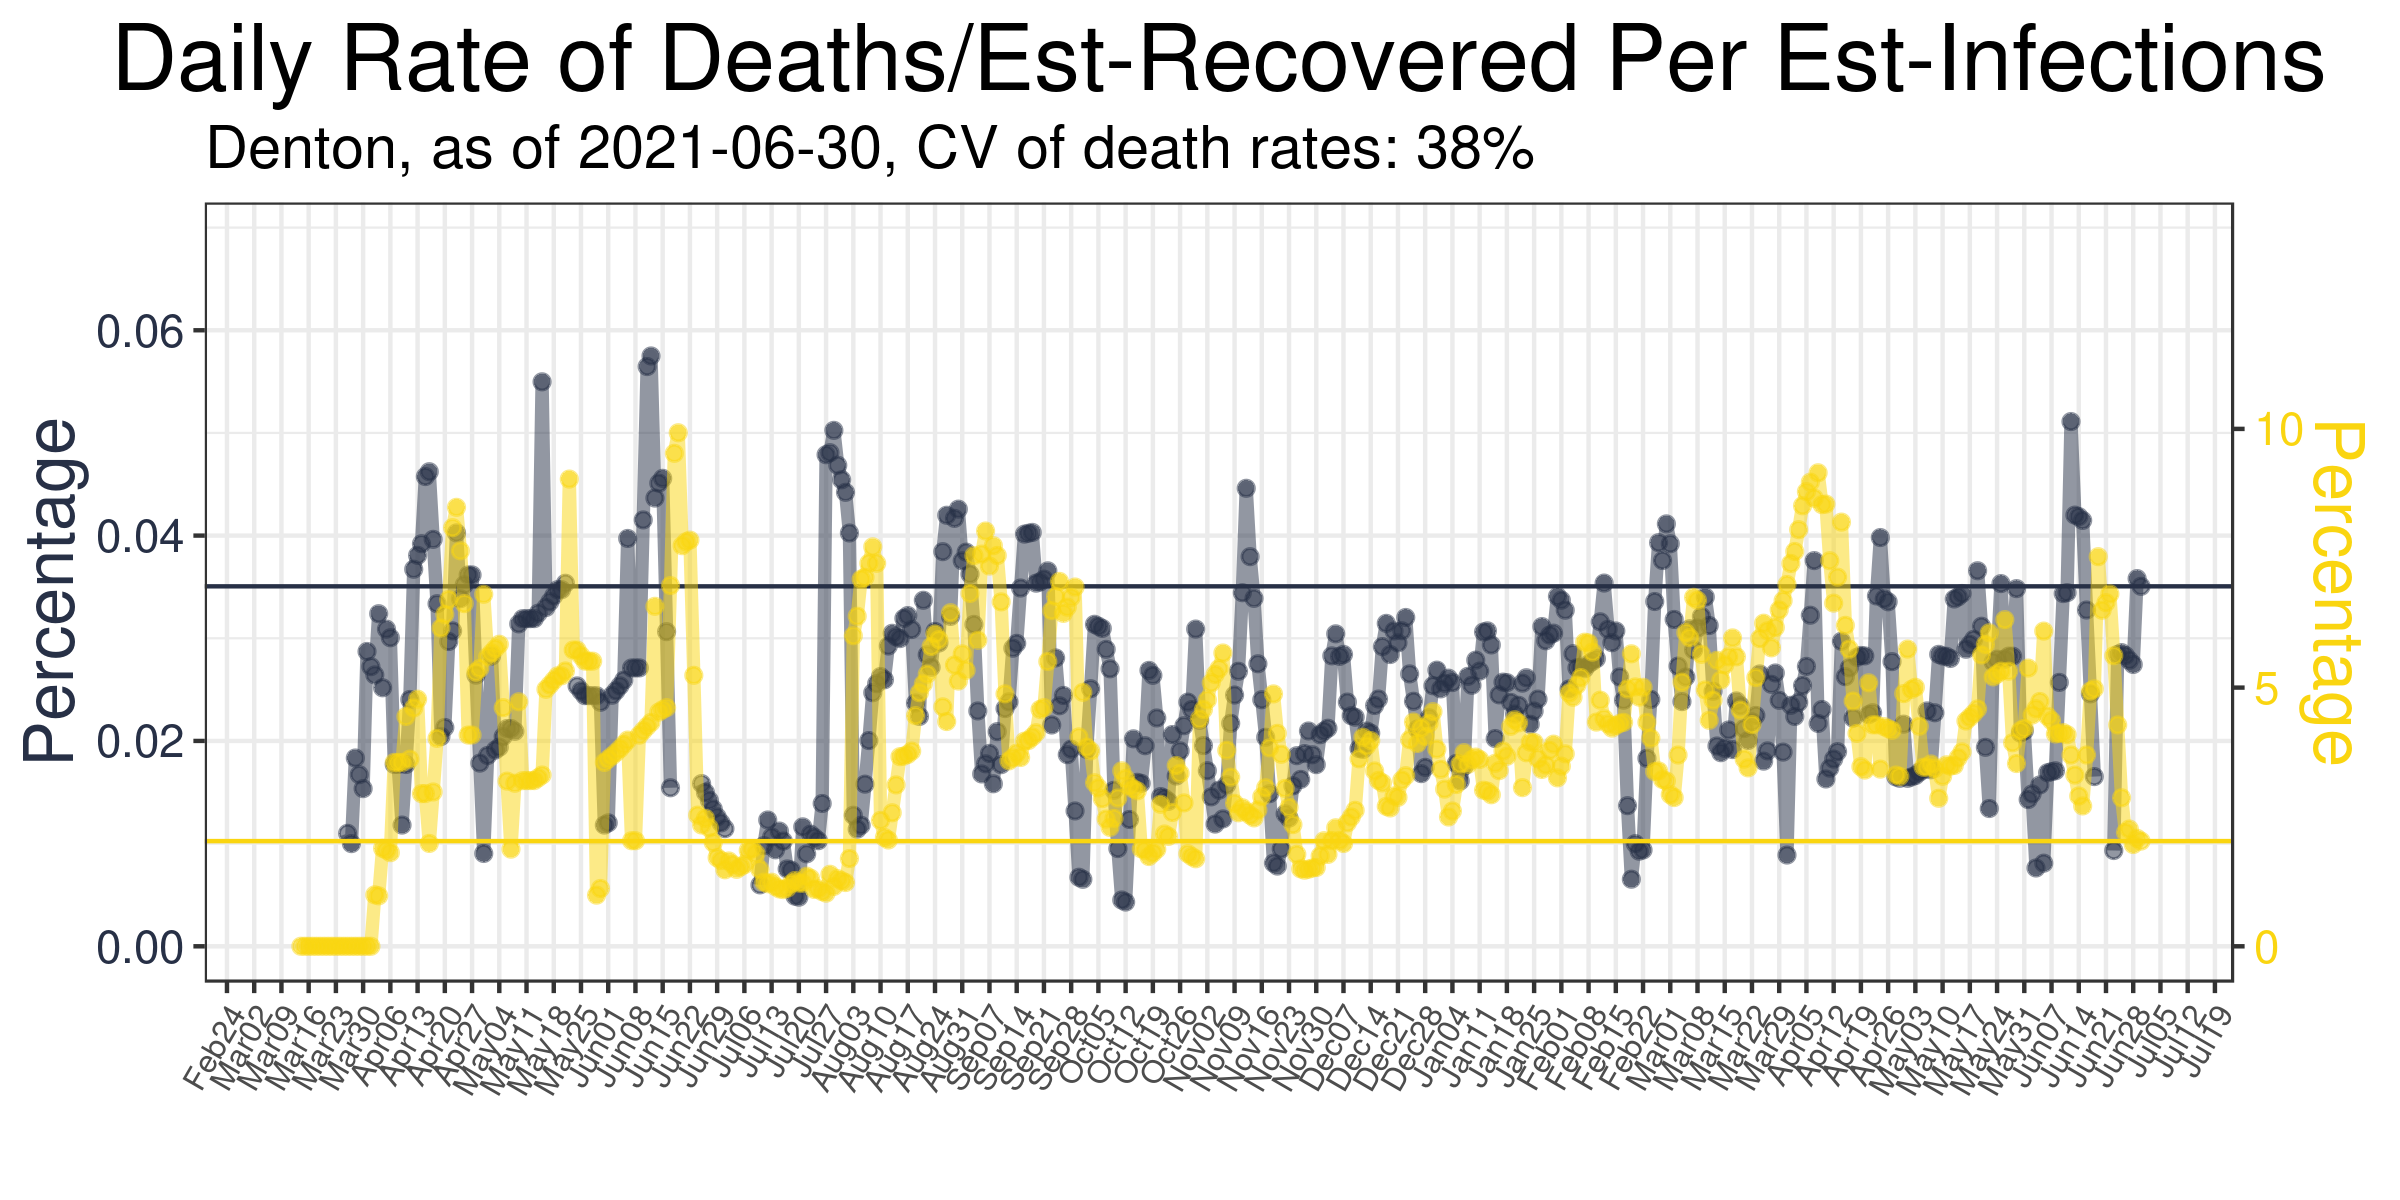 Daily Rate of Deaths/Est-Recovered Per Est-Infections
Denton, as of 2021-06-30, CV of death rates: 38%
Percentage
0.06
0.04
0.02
0.00
10
5
0
Percentage
Feb24
Mar02
Mar09
Mar16
Mar23
Mar30
Apr06
Apr13
Apr20
Apr27
May04
May11
May18
May25
Jun01
Jun08
Jun15
Jun22
Jun29
Jul06
Jul13
Jul20
Jul27
Aug03
Aug10
Aug17
Aug24
Aug31
Sep07
Sep14
Sep21
Sep28
Oct05
Oct12
Oct19
Oct26
Nov02
Nov09
Nov16
Nov23
Nov30
Dec07
Dec14
Dec21
Dec28
Jan04
Jan11
Jan18
Jan25
Feb01
Feb08
Feb15
Feb22
Mar01
Mar08
Mar15
Mar22
Mar29
Apr05
Apr12
Apr19
Apr26
May03
May10
May17
May24
May31
Jun07
Jun14
Jun21
Jun28
Jul05
Jul12
Jul19